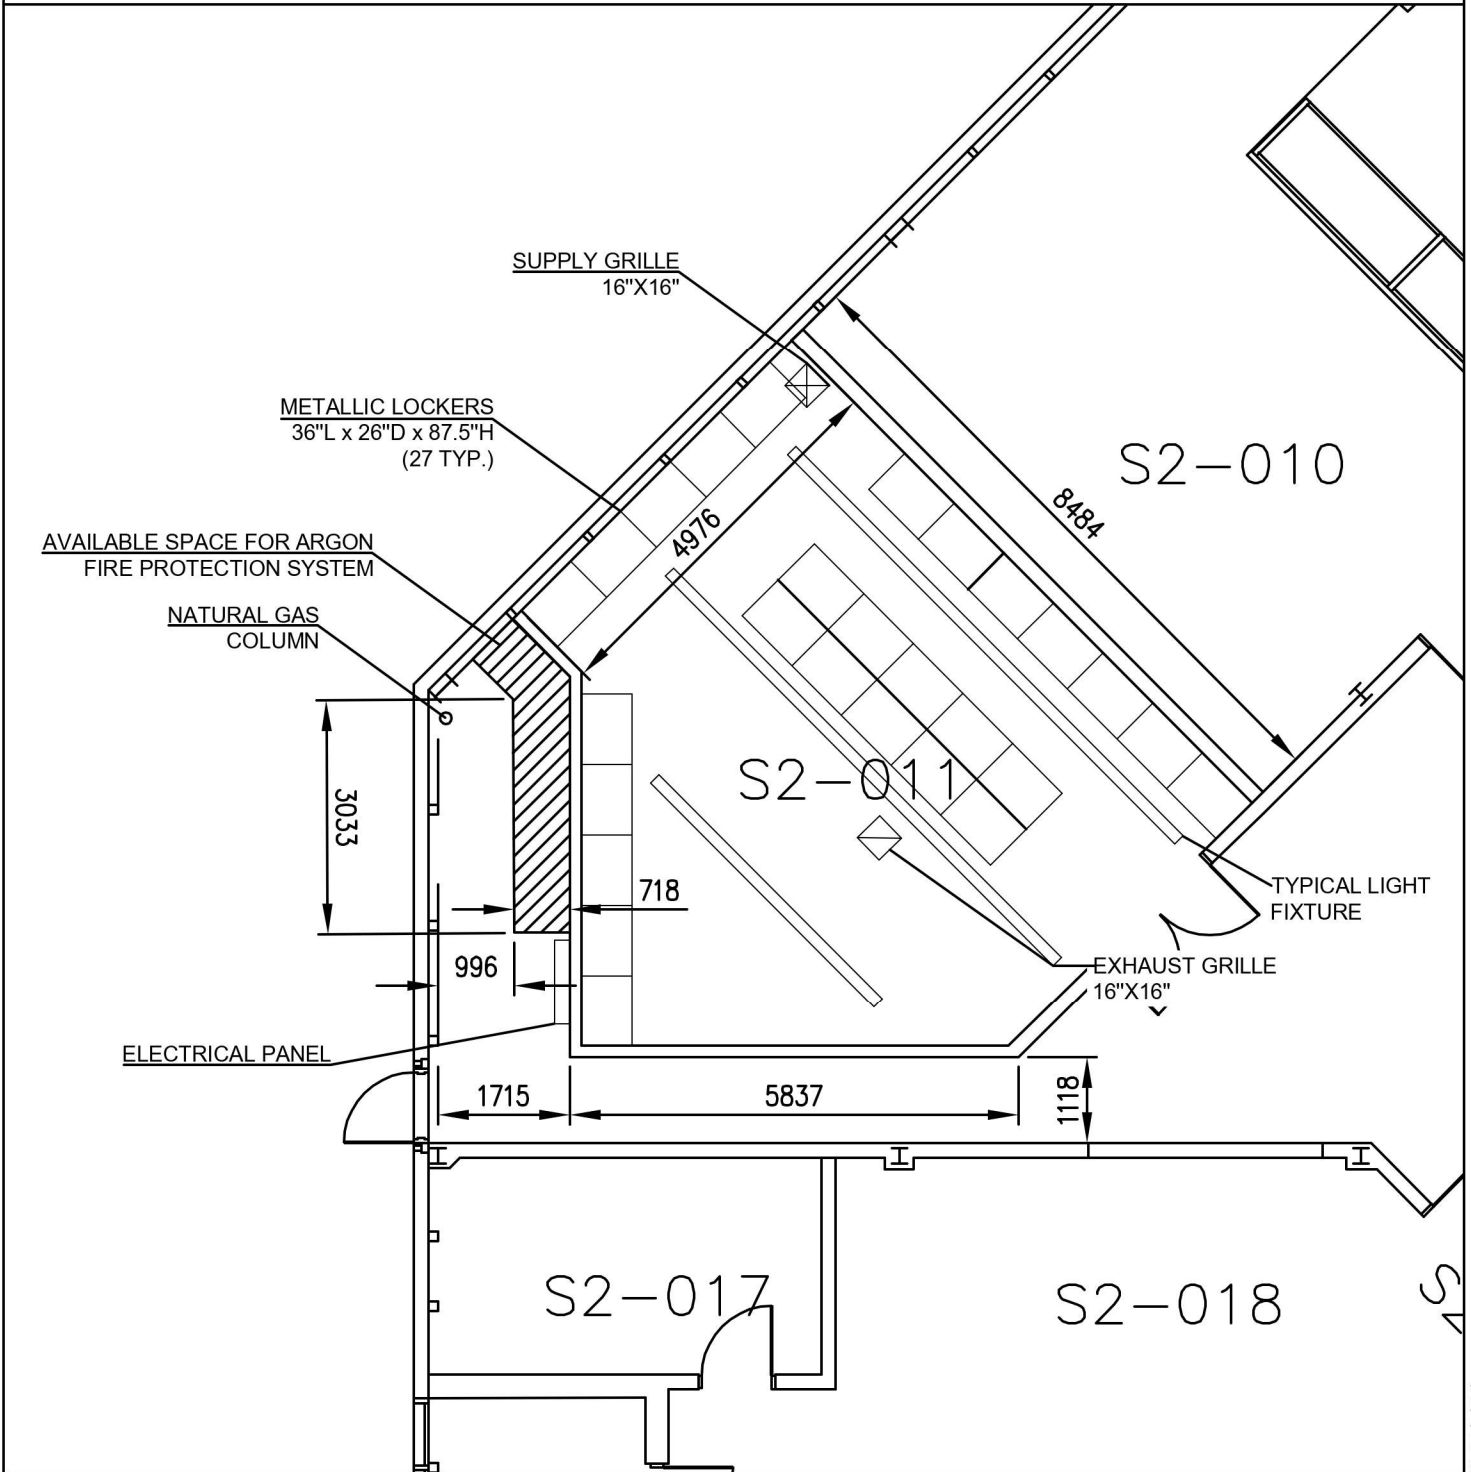 SUPPLY GRILLE
16"X16"
METALLIC LOCKERS
36"L x 26"D x 87.5"H
(27 TYP.)
S2-010
8484
4976
AVAILABLE SPACE FOR ARGON
FIRE PROTECTION SYSTEM
NATURAL GAS
COLUMN
S2-011
3033
718
TYPICAL LIGHT
FIXTURE
996
EXHAUST GRILLE
16"X16"
ELECTRICAL PANEL
1715
5837
1118
S2-017
S2-018